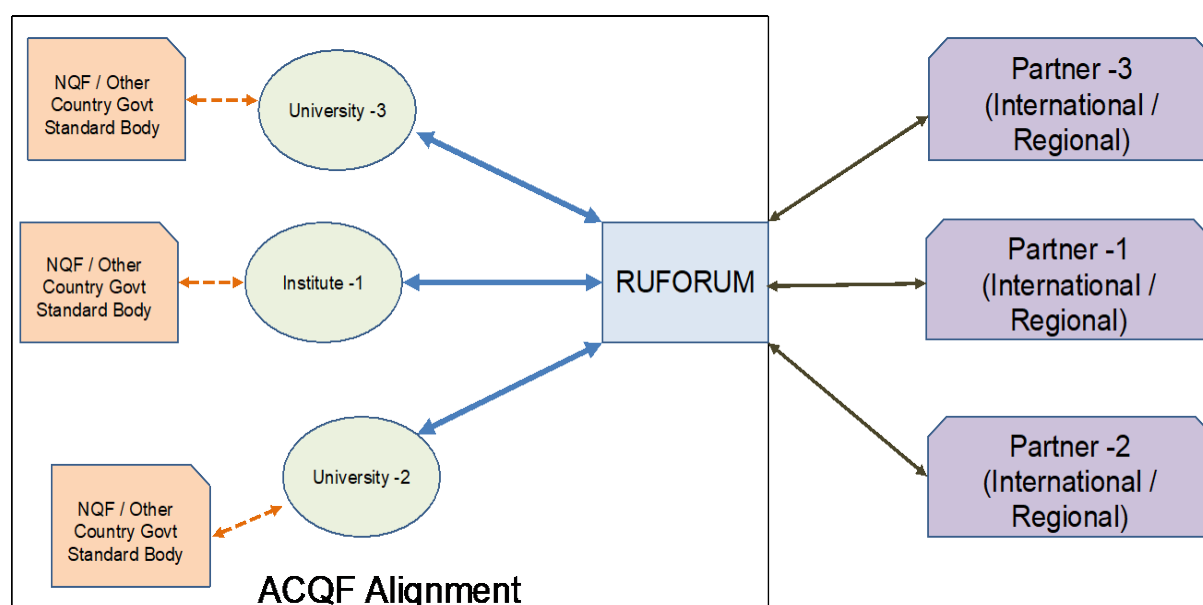 NQF / Other
Country Govt
Standard Body
University -3
Partner -3
(International /
Regional)
NQF / Other
Country Govt
Standard Body
Institute -1
RUFORUM
Partner -1
(International /
Regional)
NQF / Other
Country Govt
Standard Body
University -2
Partner -2
(International /
Regional)
ACQF Alignment